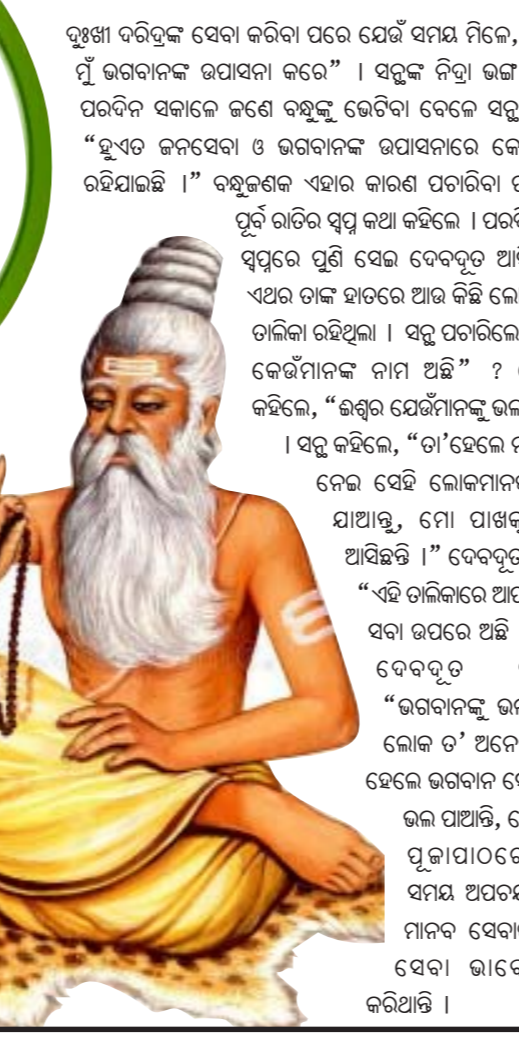 ଦୁଃଖୀ ଦରିଦ୍ରଙ୍କ ସେବା କରିବା ପରେ ଯେଉଁ ସମୟ ମିଳେ,
ମୁଁ ଭଗବାନଙ୍କ ଉପାସନା କରେ” । ସନ୍ଥଙ୍କ ନିଦ୍ରା ଭଙ୍ଗ
ପରଦିନ ସକାଳେ ଜଣେ ବନ୍ଧୁଙ୍କୁ ଭେଟିବା ବେଳେ ସନ୍ଥ
“ହୁଏତ ଜନସେବା ଓ ଭଗବାନଙ୍କ ଉପାସନାରେ
ରହିଯାଇଛି ।” ବନ୍ଧୁଜଣକ ଏହାର କାରଣ ପଚାରିବା
ପୂର୍ବ ରାତିର ସ୍ୱପ୍ନ କଥା କହିଲେ ।
ସ୍ୱପ୍ନରେ ପୁଣି ସେଇ ଦେବଦୂତ
ଏଥର ତାଙ୍କ ହାତରେ ଆଉ କିଛି
ତାଲିକା ରହିଥିଲା । ସନ୍ଥ ପଚାରିଲେ
କେଉଁମାନଙ୍କ ନାମ ଅଛି” ?
କହିଲେ, “ଈଶ୍ୱର ଯେଉଁମାନଙ୍କୁ ଭଲ
। ସନ୍ଥ କହିଲେ, “ତା’ହେଲେ
ନେଇ ସେହି ଲୋକମାନଙ୍କ
ଯାଆନ୍ତୁ, ମୋ ପାଖକୁ
ଆସିଛନ୍ତି ।” ଦେବଦୂତ
“ଏହି ତାଲିକାରେ
ସବା ଉପରେ ଅଛି
ଦେବଦୂତ
“ଭଗବାନଙ୍କୁ ଭଲ
ଲୋକ ତ’ ଅନେ
ହେଲେ ଭଗବାନ
ଭଲ ପାଆନ୍ତି,
ପୂଜାପାଠରେ
ସମୟ ଅପଚୟ
ମାନବ ସେବା
ସେବା ଭାବେ
କରିଥାନ୍ତି ।